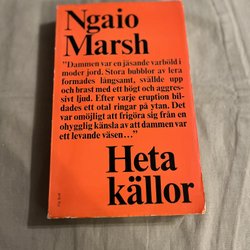 Ngaio
Marsh
"Dammen var en jäsande varböld i
moder jord. Stora bubblor av lera
formades långsamt, svällde upp
och brast med ett högt och aggres-
sivt ljud. Efter varje eruption bil-
dades ett otal ringar på ytan. Det
var omöjligt att frigöra sig från en
ohygglig känsla av att dammen var
ett levande väsen..."
Heta
källor